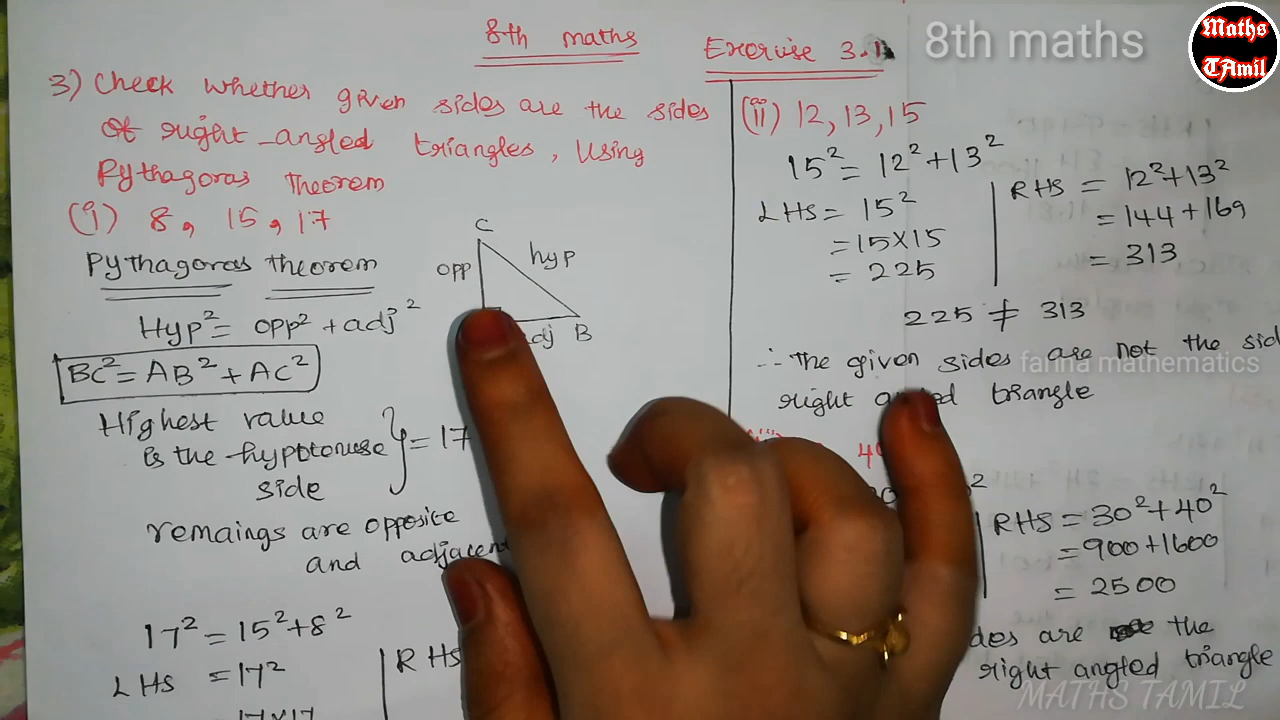 8th maths
Exercise 3.1
8th maths
Maths
TAmil
3) Check whether given sides are the sides
of right-angled triangles, Using
Pythagoras Theorem
(i) 8, 15, 17
Pythagoras theorem
Hyp² = opp² + adj²
BC² = AB² + AC²
C
opp
hyp
adj
B
Highest value
is the hypotonuse
side
} = 17
remaings are opposite
and
17² = 15² + 8²
LHS = 17²
RHS
(ii) 12, 13, 15
15² = 12² + 13²
LHS = 15²
= 15 X 15
= 225
RHS = 12² + 13²
= 144 + 169
= 313
225 ≠ 313
∴ The given sides are not the
right triangle
fanna mathematics
RHS = 30² + 40²
= 900 + 1600
= 2500
are the
right angled triangle
MATHS TAMIL